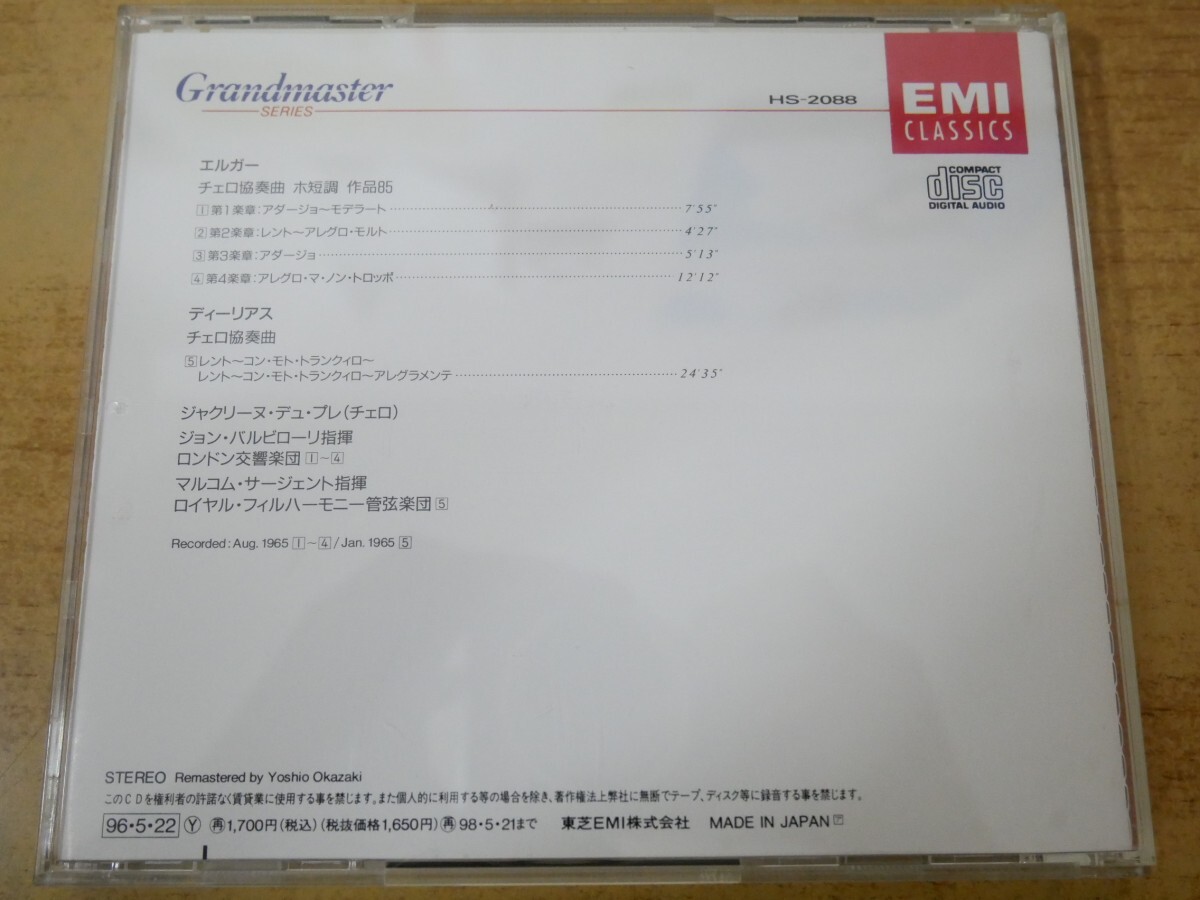 Grandmaster
SERIES
HS-2088
EMI
CLASSICS
COMPACT
disc
DIGITAL AUDIO
エルガー
チェロ協奏曲 ホ短調 作品85
1 第1楽章:アダージョ〜モデラート 7'55"
2 第2楽章:レント〜アレグロ・モルト 4'27"
3 第3楽章:アダージョ 5'13"
4 第4楽章:アレグロ・マ・ノン・トロッポ 12'12"
ディーリアス
チェロ協奏曲
5 レント〜コン・モト・トランクィロ〜
レント〜コン・モト・トランクィロ〜アレグラメンテ 24'35"
ジャクリーヌ・デュ・プレ(チェロ)
ジョン・バルビローリ指揮
ロンドン交響楽団 1〜4
マルコム・サージェント指揮
ロイヤル・フィルハーモニー管弦楽団 5
Recorded: Aug. 1965 1〜4 / Jan. 1965 5
STEREO Remastered by Yoshio Okazaki
このCDを権利者の許諾なく賃貸業に使用する事を禁じます。また個人的に利用する等の場合を除き、著作権法上弊社に無断でテープ、ディスク等に録音する事を禁じます。
96・5・22 Ⓨ 再1,700円(税込)(税抜価格1,650円) 再98・5・21まで 東芝EMI株式会社 MADE IN JAPAN ア